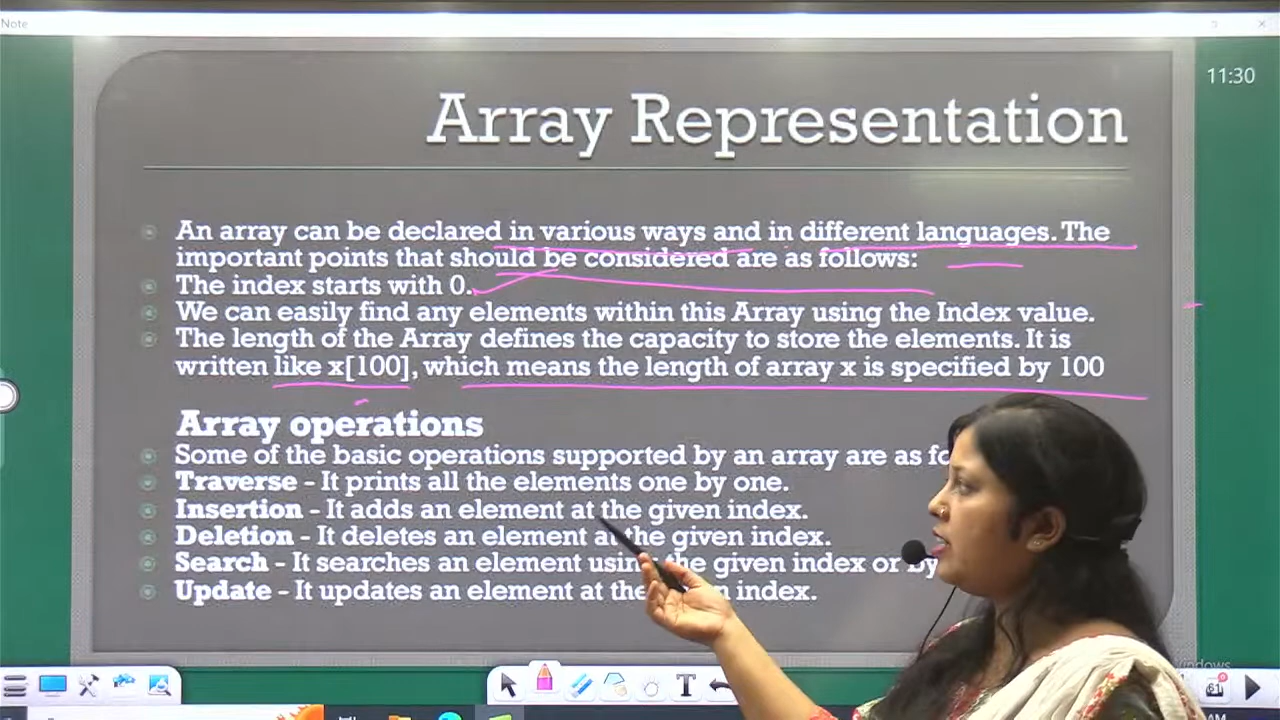 Note
11:30
Array Representation
An array can be declared in various ways and in different languages. The
important points that should be considered are as follows:
The index starts with 0.
We can easily find any elements within this Array using the Index value.
The length of the Array defines the capacity to store the elements. It is
written like x[100], which means the length of array x is specified by 100
Array operations
Some of the basic operations supported by an array are as
Traverse - It prints all the elements one by one.
Insertion - It adds an element at the given index.
Deletion - It deletes an element at the given index.
Search - It searches an element using the given index or by
Update - It updates an element at the index.
61